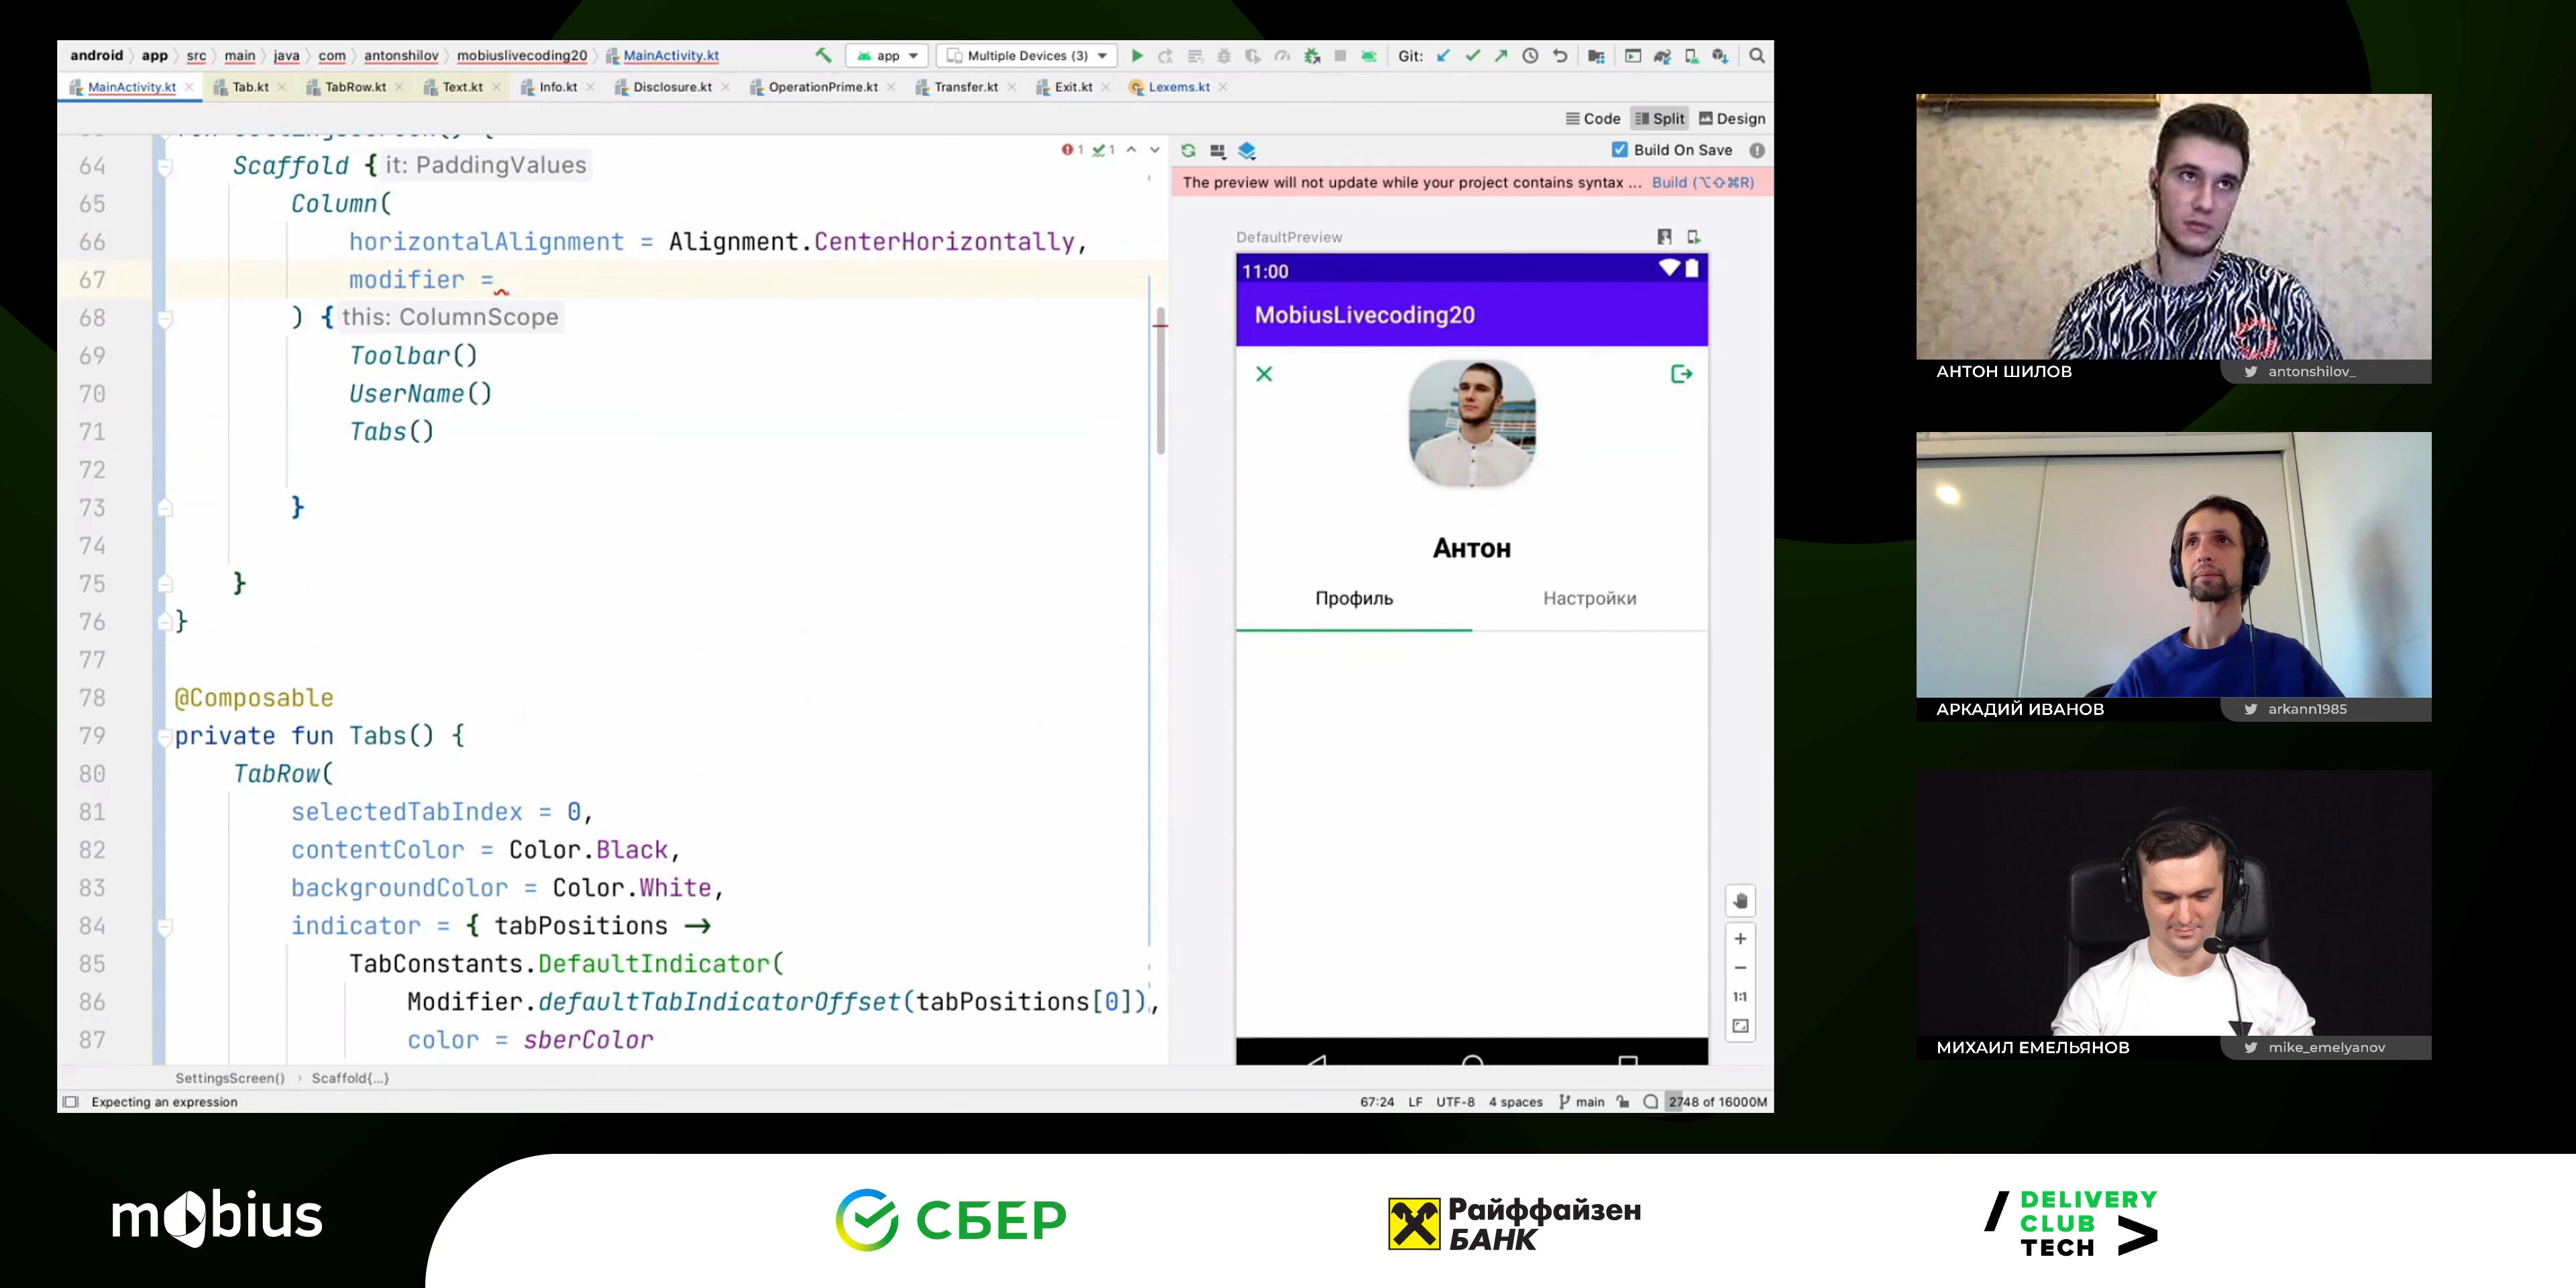 android 〉 app 〉 src 〉 main 〉 java 〉 com 〉 antonshilov 〉 mobiuslivecoding20 〉 MainActivity.kt
app
Multiple Devices (3)
Git:
MainActivity.kt
Tab.kt
TabRow.kt
Text.kt
Info.kt
Disclosure.kt
OperationPrime.kt
Transfer.kt
Exit.kt
Lexems.kt
Code
Split
Design
64 Scaffold { it: PaddingValues
65 Column(
66 horizontalAlignment = Alignment.CenterHorizontally,
67 modifier =
68 ) { this: ColumnScope
69 Toolbar()
70 UserName()
71 Tabs()
72
73 }
74
75 }
76 }
77
78 @Composable
79 private fun Tabs() {
80 TabRow(
81 selectedTabIndex = 0,
82 contentColor = Color.Black,
83 backgroundColor = Color.White,
84 indicator = { tabPositions →
85 TabConstants.DefaultIndicator(
86 Modifier.defaultTabIndicatorOffset(tabPositions[0]),
87 color = sberColor
1 1
Build On Save
The preview will not update while your project contains syntax ... Build (⌥⇧⌘R)
DefaultPreview
11:00
MobiusLivecoding20
Антон
Профиль Настройки
1:1
SettingsScreen() 〉 Scaffold{...}
Expecting an expression
67:24 LF UTF-8 4 spaces main 2748 of 16000M
АНТОН ШИЛОВ antonshilov_
АРКАДИЙ ИВАНОВ arkann1985
МИХАИЛ ЕМЕЛЬЯНОВ mike_emelyanov
mobius
СБЕР
Райффайзен
БАНК
DELIVERY
CLUB
TECH